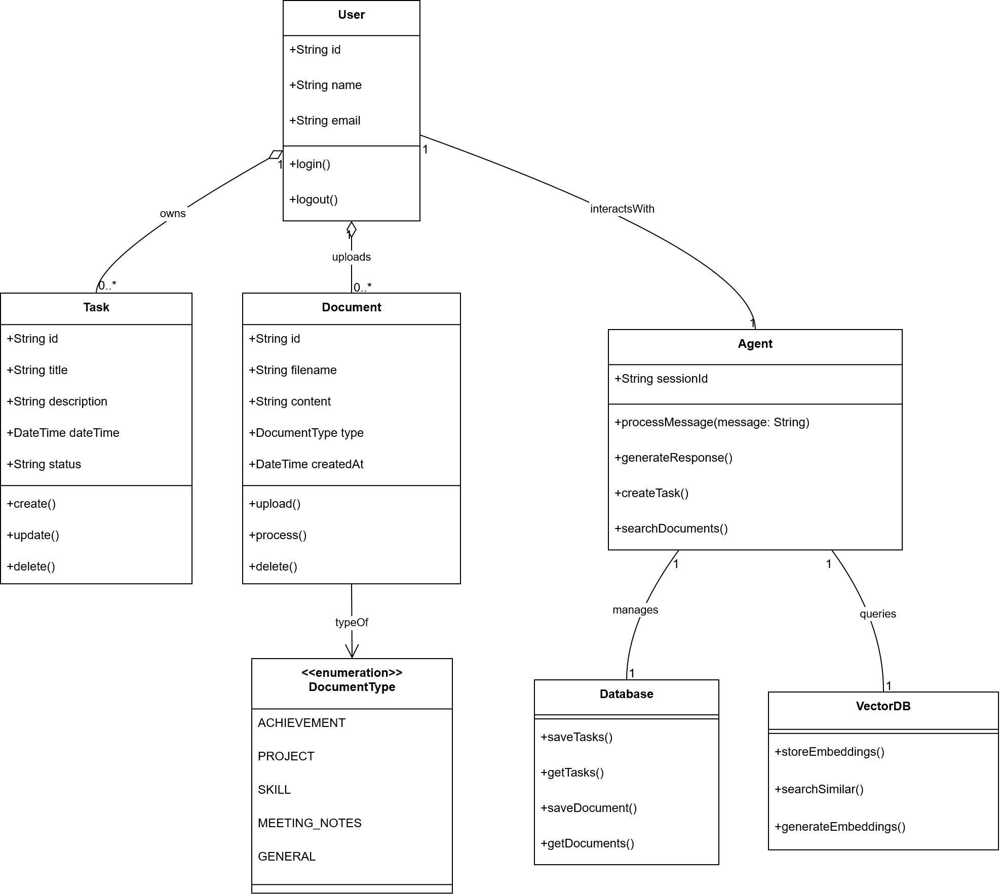 User
+String id
+String name
+String email
+login()
+logout()
1
1
1
owns
interactsWith
uploads
0..*
0..*
1
Task
+String id
+String title
+String description
+DateTime dateTime
+String status
+create()
+update()
+delete()
Document
+String id
+String filename
+String content
+DocumentType type
+DateTime createdAt
+upload()
+process()
+delete()
Agent
+String sessionId
+processMessage(message: String)
+generateResponse()
+createTask()
+searchDocuments()
1
1
typeOf
manages
queries
1
1
<<enumeration>>
DocumentType
ACHIEVEMENT
PROJECT
SKILL
MEETING_NOTES
GENERAL
Database
+saveTasks()
+getTasks()
+saveDocument()
+getDocuments()
VectorDB
+storeEmbeddings()
+searchSimilar()
+generateEmbeddings()